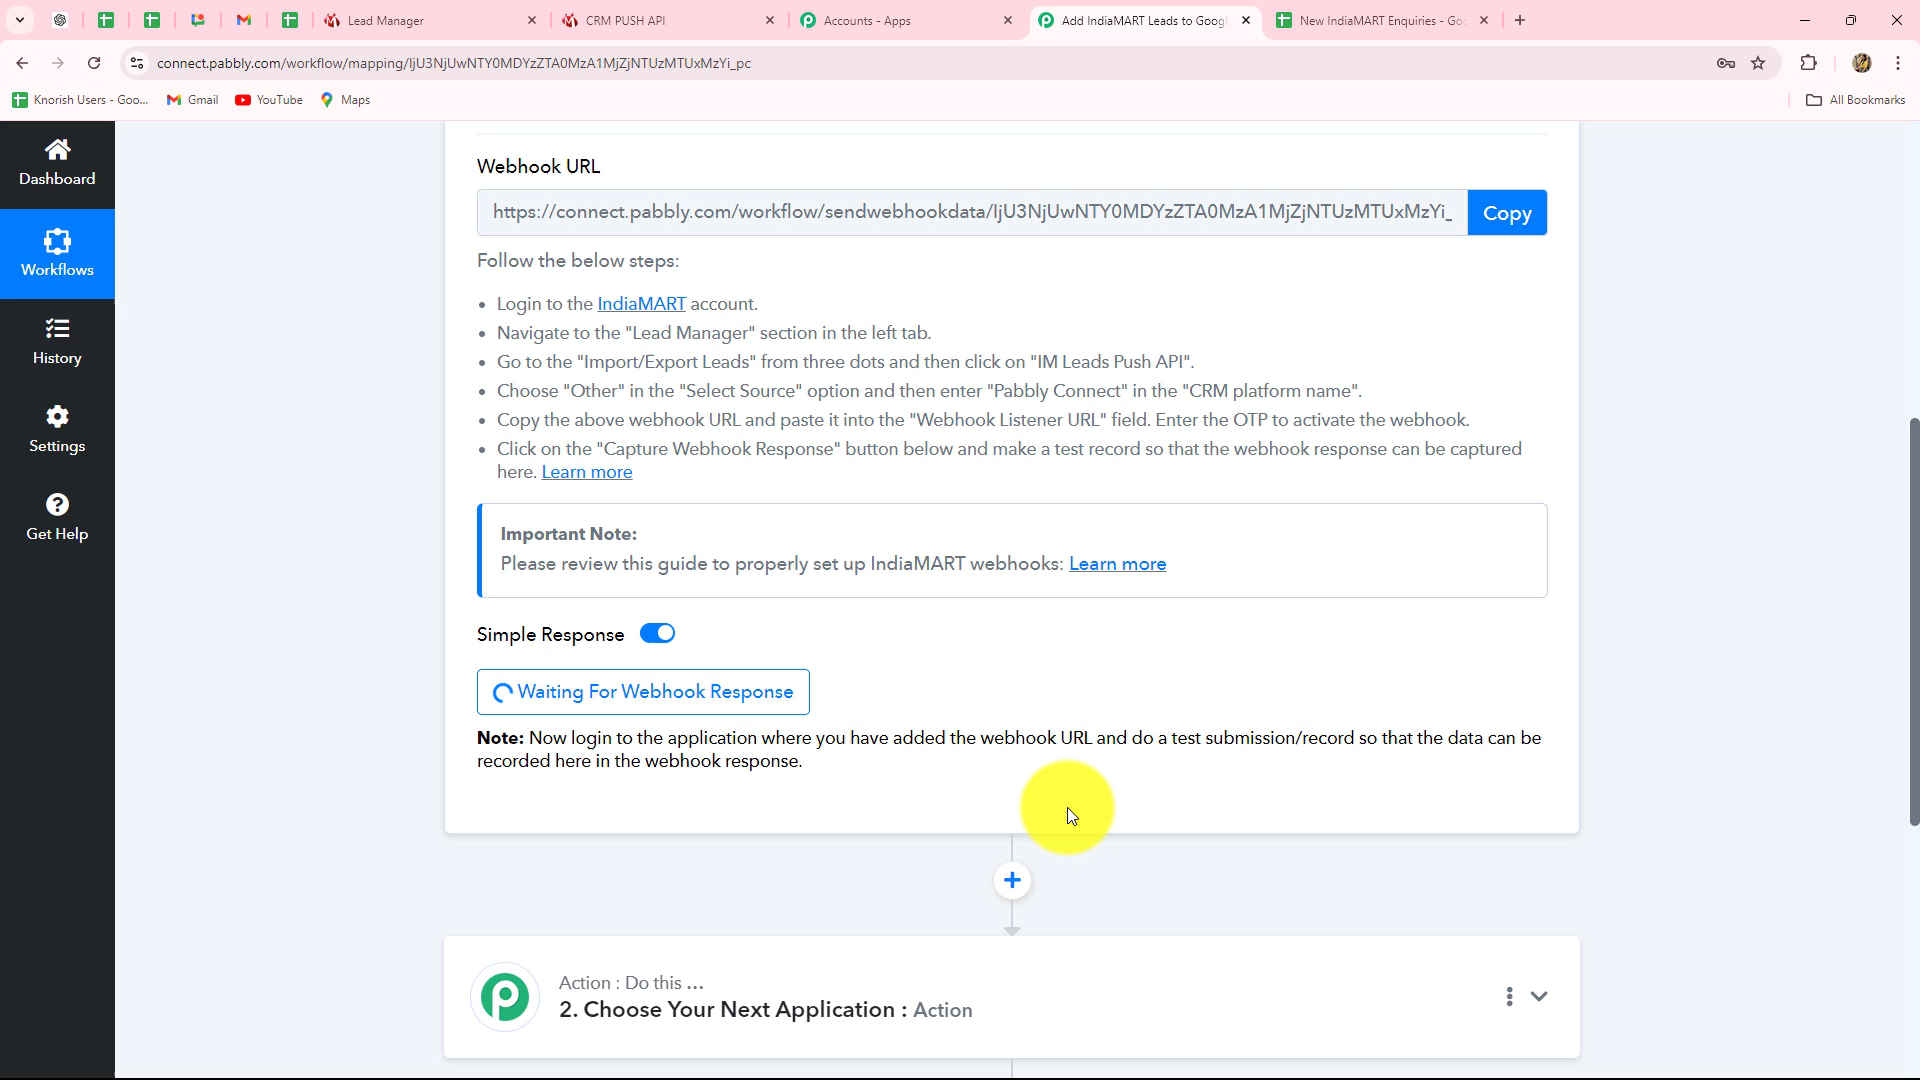 Lead Manager
CRM PUSH API
Accounts - Apps
Add IndiaMART Leads to Googl
New IndiaMART Enquiries - Goo
connect.pabbly.com/workflow/mapping/IjU3NjUwNTY0MDYzZTA0MzA1MjZjNTUzMTUxMzYi_pc
Knorish Users - Goo...
Gmail
YouTube
Maps
All Bookmarks
Dashboard
Workflows
History
Settings
Get Help
Webhook URL
https://connect.pabbly.com/workflow/sendwebhookdata/IjU3NjUwNTY0MDYzZTA0MzA1MjZjNTUzMTUxMzYi_
Copy
Follow the below steps:
• Login to the IndiaMART account.
• Navigate to the "Lead Manager" section in the left tab.
• Go to the "Import/Export Leads" from three dots and then click on "IM Leads Push API".
• Choose "Other" in the "Select Source" option and then enter "Pabbly Connect" in the "CRM platform name".
• Copy the above webhook URL and paste it into the "Webhook Listener URL" field. Enter the OTP to activate the webhook.
• Click on the "Capture Webhook Response" button below and make a test record so that the webhook response can be captured
here. Learn more
Important Note:
Please review this guide to properly set up IndiaMART webhooks: Learn more
Simple Response
Waiting For Webhook Response
Note: Now login to the application where you have added the webhook URL and do a test submission/record so that the data can be
recorded here in the webhook response.
Action : Do this ...
2. Choose Your Next Application : Action